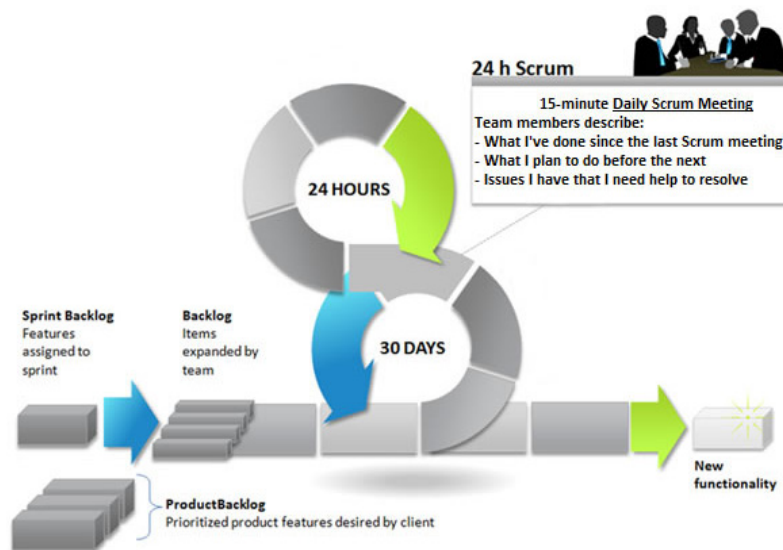 24 h Scrum
15-minute Daily Scrum Meeting
Team members describe:
- What I've done since the last Scrum meeting
- What I plan to do before the next
- Issues I have that I need help to resolve
24 HOURS
30 DAYS
Sprint Backlog
Features
assigned to
sprint
Backlog
Items
expanded by
team
New
functionality
ProductBacklog
Prioritized product features desired by client